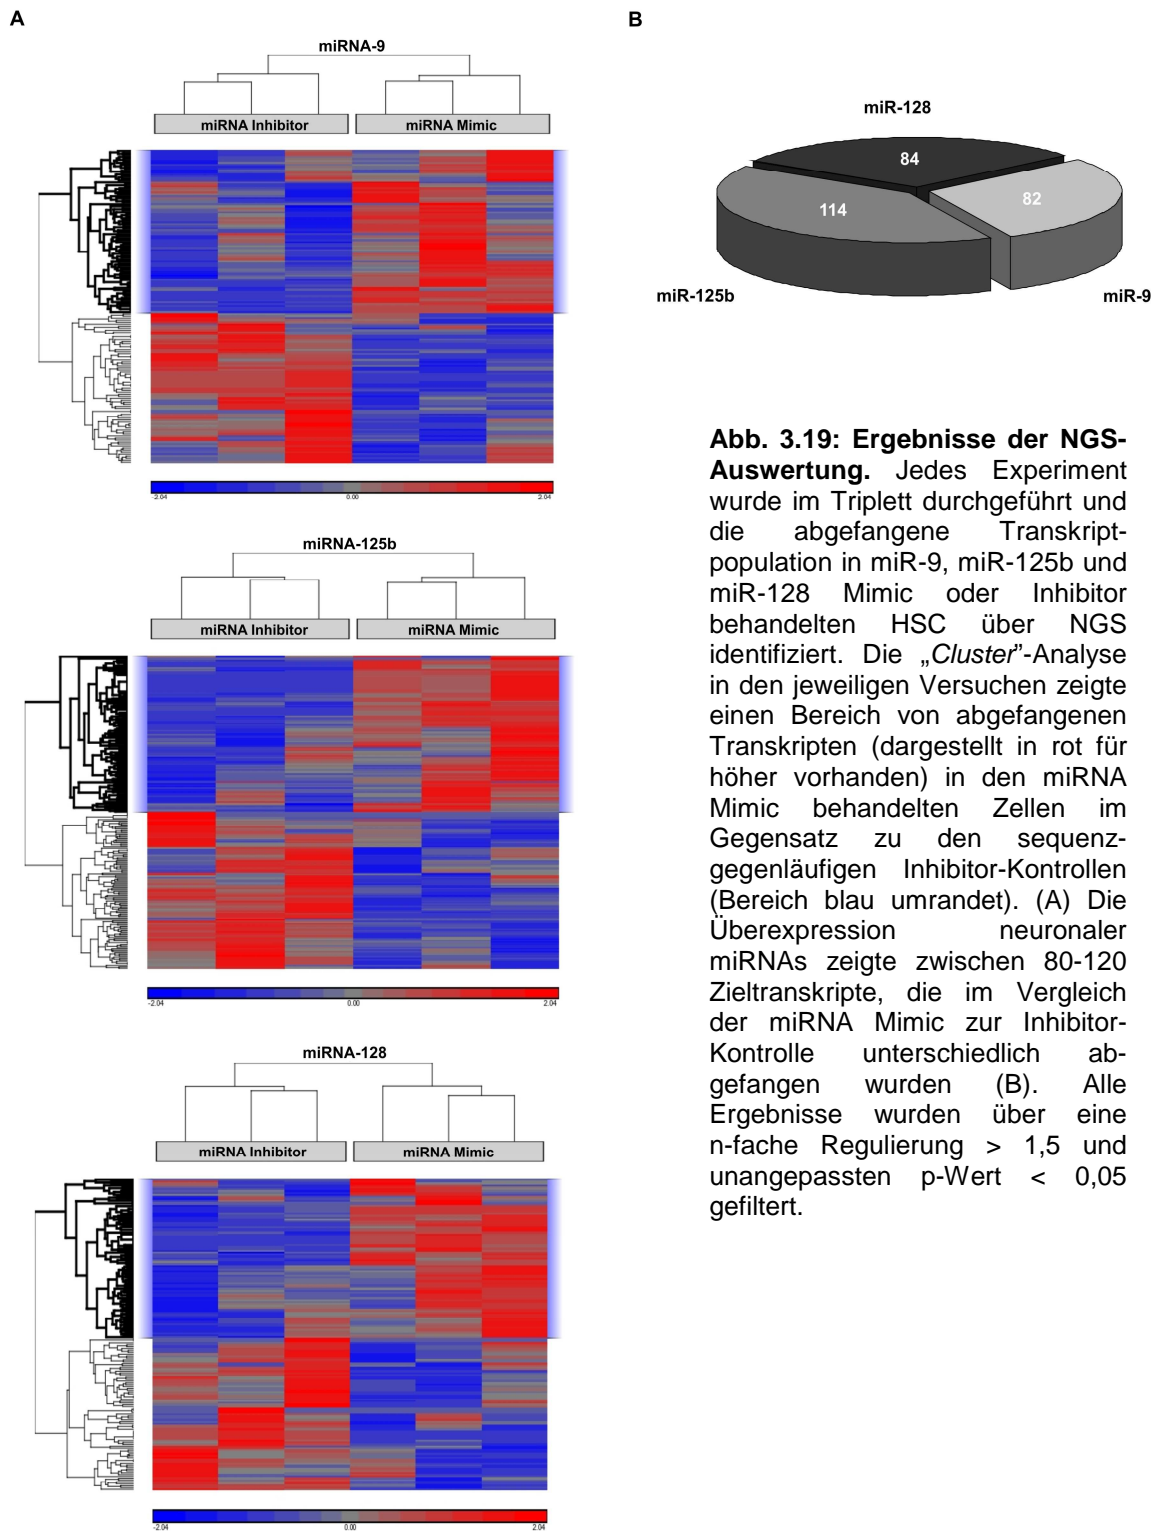 A
miRNA-9
miRNA Inhibitor
miRNA Mimic
-2.04
0.00
2.04
miRNA-125b
miRNA Inhibitor
miRNA Mimic
-2.04
0.00
2.04
miRNA-128
miRNA Inhibitor
miRNA Mimic
-2.04
0.00
2.04
B
miR-128
84
82
114
miR-125b
miR-9
Abb. 3.19: Ergebnisse der NGS-
Auswertung. Jedes Experiment
wurde im Triplett durchgeführt und
die abgefangene Transkript-
population in miR-9, miR-125b und
miR-128 Mimic oder Inhibitor
behandelten HSC über NGS
identifiziert. Die „Cluster”-Analyse
in den jeweiligen Versuchen zeigte
einen Bereich von abgefangenen
Transkripten (dargestellt in rot für
höher vorhanden) in den miRNA
Mimic behandelten Zellen im
Gegensatz zu den sequenz-
gegenläufigen Inhibitor-Kontrollen
(Bereich blau umrandet). (A) Die
Überexpression neuronaler
miRNAs zeigte zwischen 80-120
Zieltranskripte, die im Vergleich
der miRNA Mimic zur Inhibitor-
Kontrolle unterschiedlich ab-
gefangen wurden (B). Alle
Ergebnisse wurden über eine
n-fache Regulierung > 1,5 und
unangepassten p-Wert < 0,05
gefiltert.